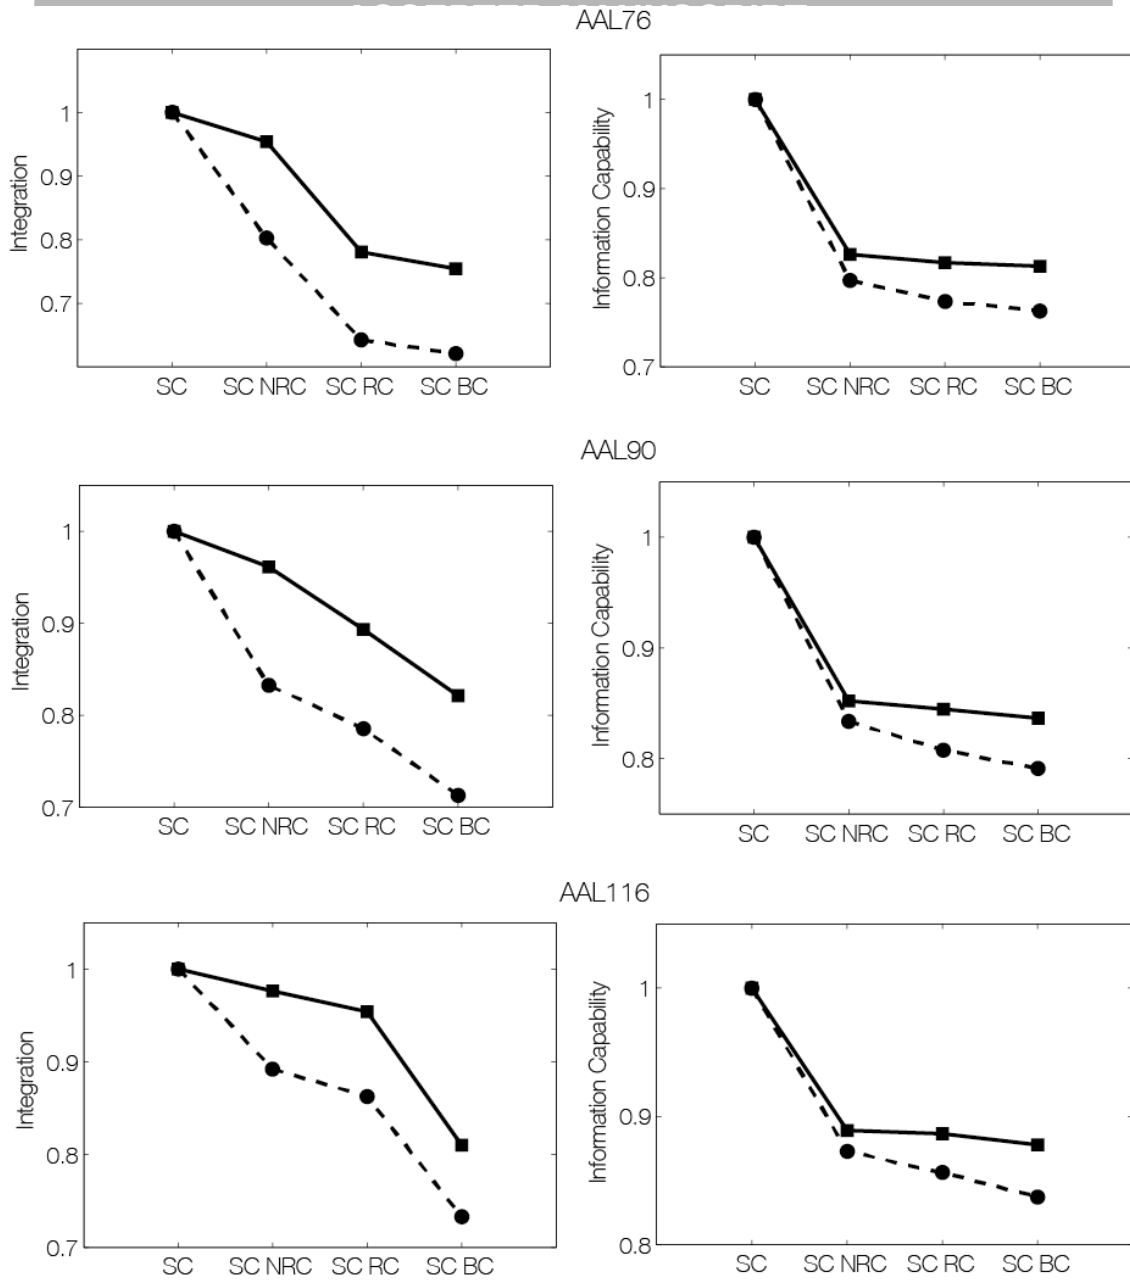 AAL76
Integration
1
0.9
0.8
0.7
SC SC NRC SC RC SC BC
Information Capability
1
0.9
0.8
0.7
SC SC NRC SC RC SC BC
AAL90
Integration
1
0.9
0.8
0.7
SC SC NRC SC RC SC BC
Information Capability
1
0.9
0.8
SC SC NRC SC RC SC BC
AAL116
Integration
1
0.9
0.8
0.7
SC SC NRC SC RC SC BC
Information Capability
1
0.9
0.8
SC SC NRC SC RC SC BC